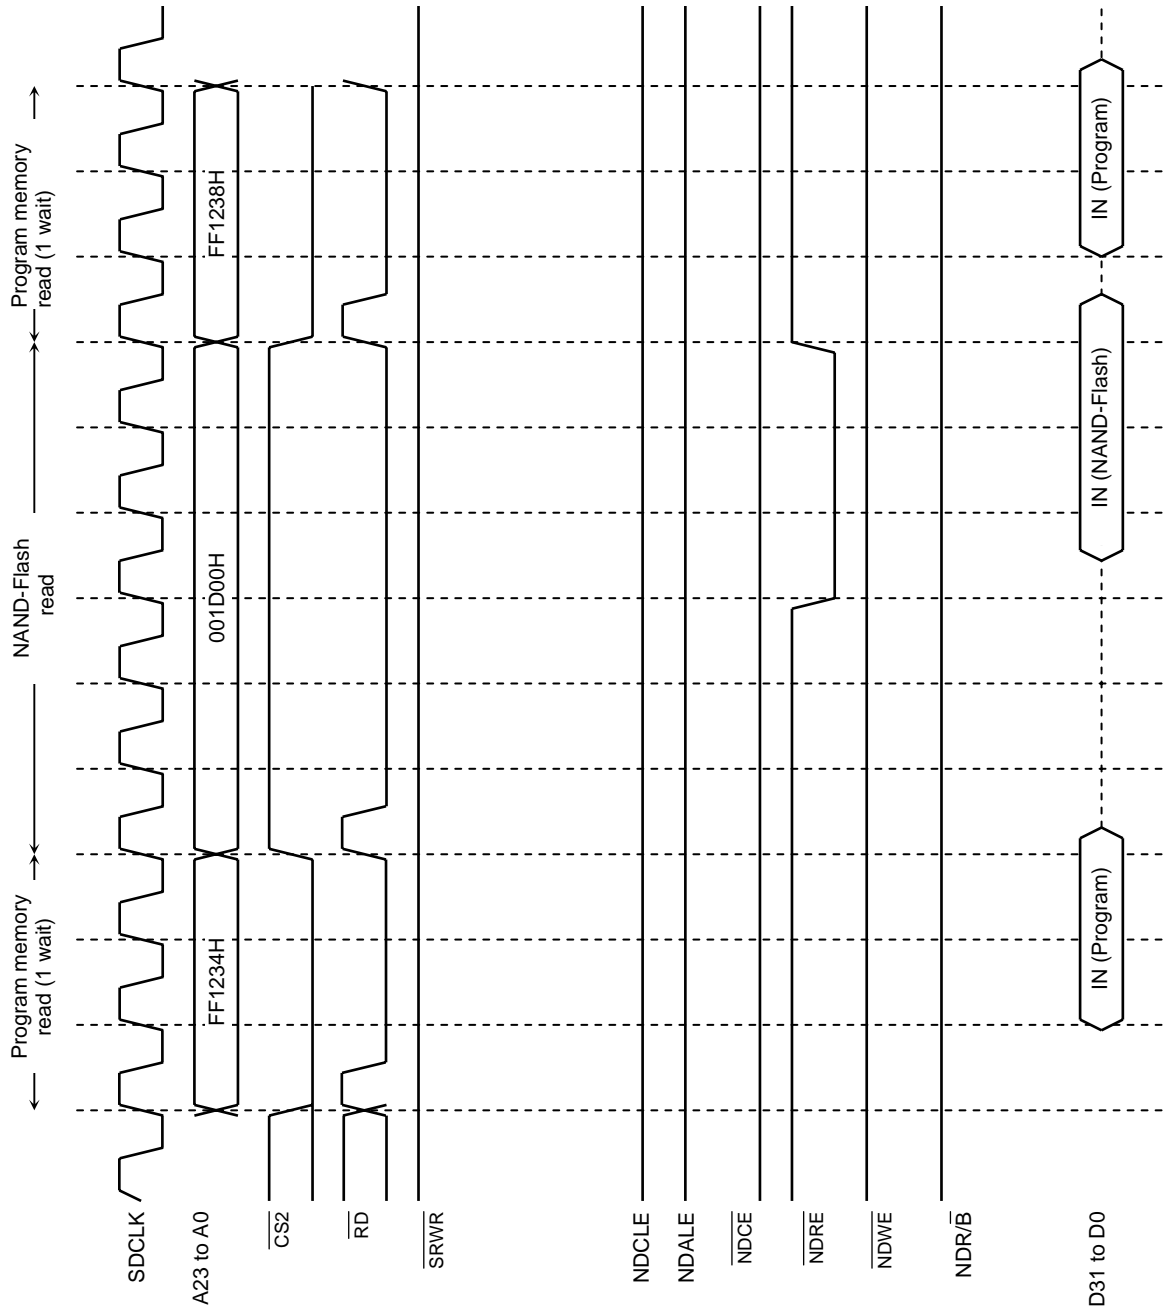 Program memory
read (1 wait)
NAND-Flash
read
Program memory
read (1 wait)
SDCLK
A23 to A0
FF1234H
001D00H
FF1238H
CS2
RD
SRWR
NDCLE
NDALE
NDCE
NDRE
NDWE
NDR/B
D31 to D0
IN (Program)
IN (NAND-Flash)
IN (Program)